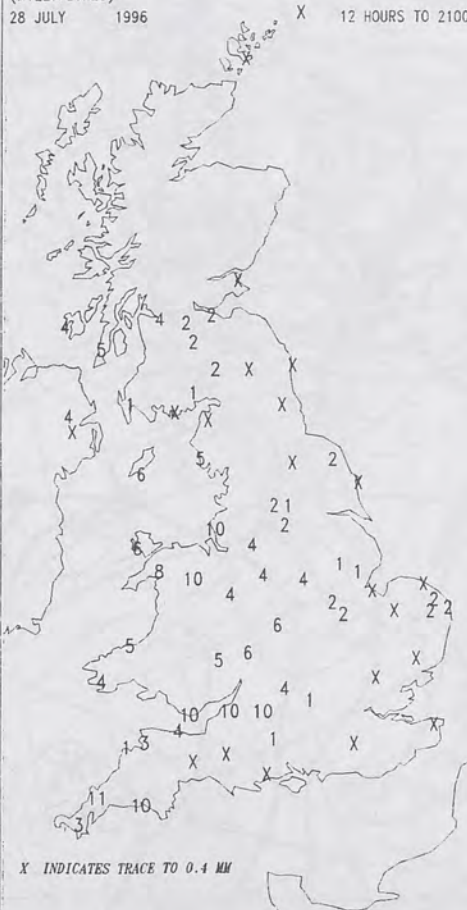 28 JULY 1996 X 12 HOURS TO 2100
X
X
4 4 2 2
5 2
2 X X
1 1 X
4 X X X
5 X 2
6 X
2 1
10 2
6 4
8 10 4 4 1 1
4 X X
2 2 X 2 2
6
5 5 6 X
4 4 X
10 10 10 1
4 X
1 3 1 X
X X X
11 10
3
X INDICATES TRACE TO 0.4 MM